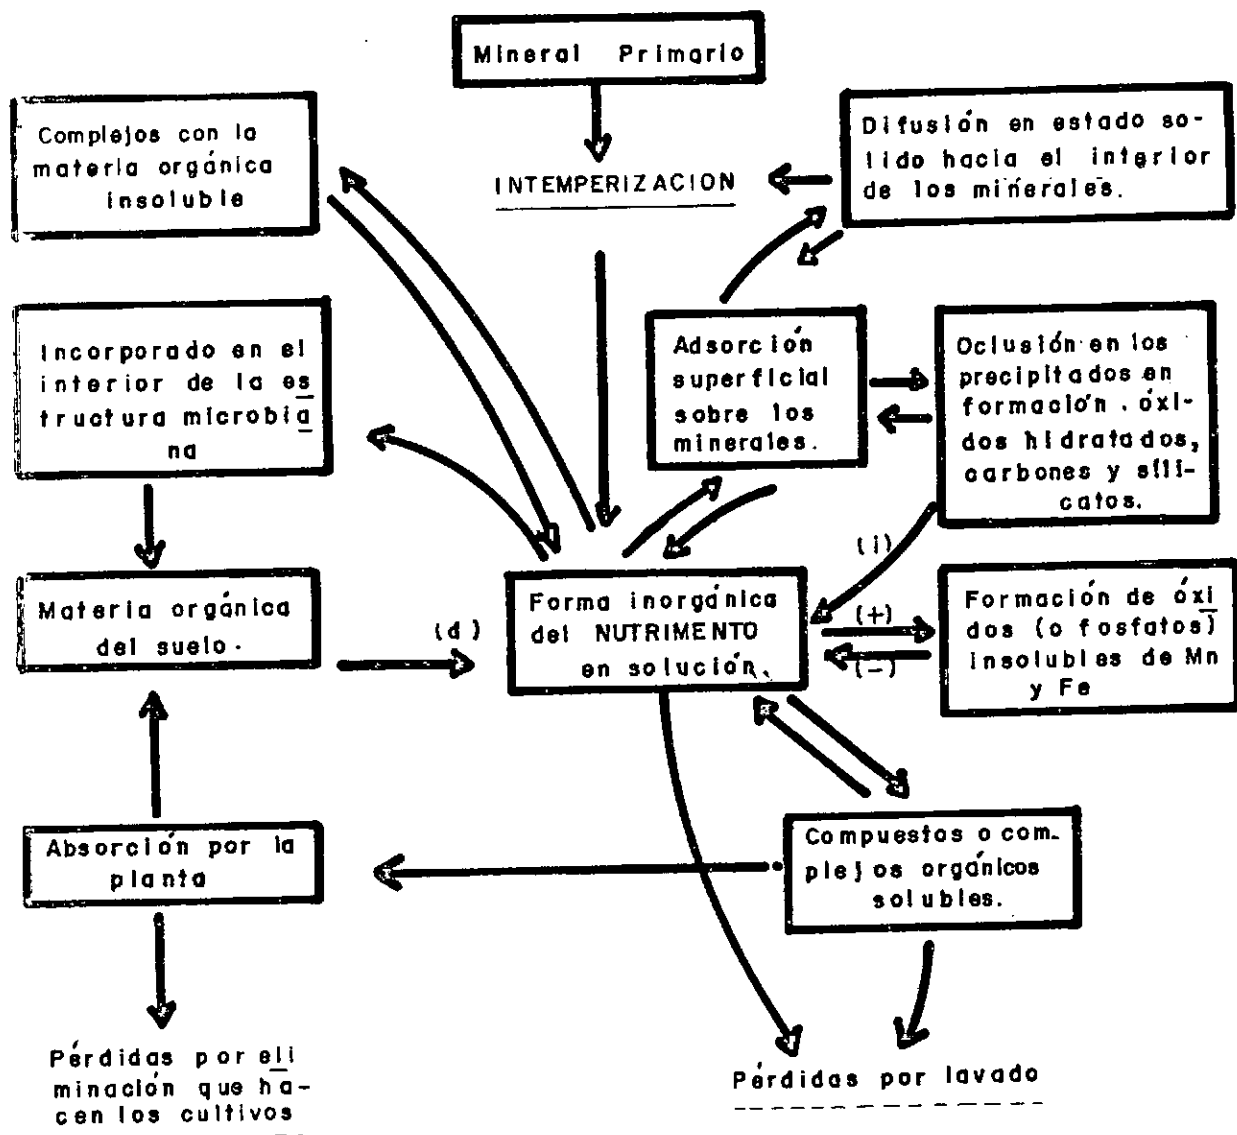 Mineral Primario
Complejos con la
materia orgánica
insoluble
INTEMPERIZACION
Difusión en estado so-
lido hacia el interior
de los minerales.
Incorporado en el
interior de la es
tructura microbia
na
Adsorción
superficial
sobre los
minerales.
Oclusión en los
precipitados en
formación . óxi-
dos hidratados,
carbones y sili-
catos.
(i)
Materia orgánica
del suelo.
(d)
Forma inorgánica
del NUTRIMENTO
en solución.
(+)
(-)
Formación de óxi
dos (o fosfatos)
insolubles de Mn
y Fe
Absorción por la
planta
Compuestos o com-
plejos orgánicos
solubles.
Pérdidas por eli
minación que ha-
cen los cultivos
Pérdidas por lavado